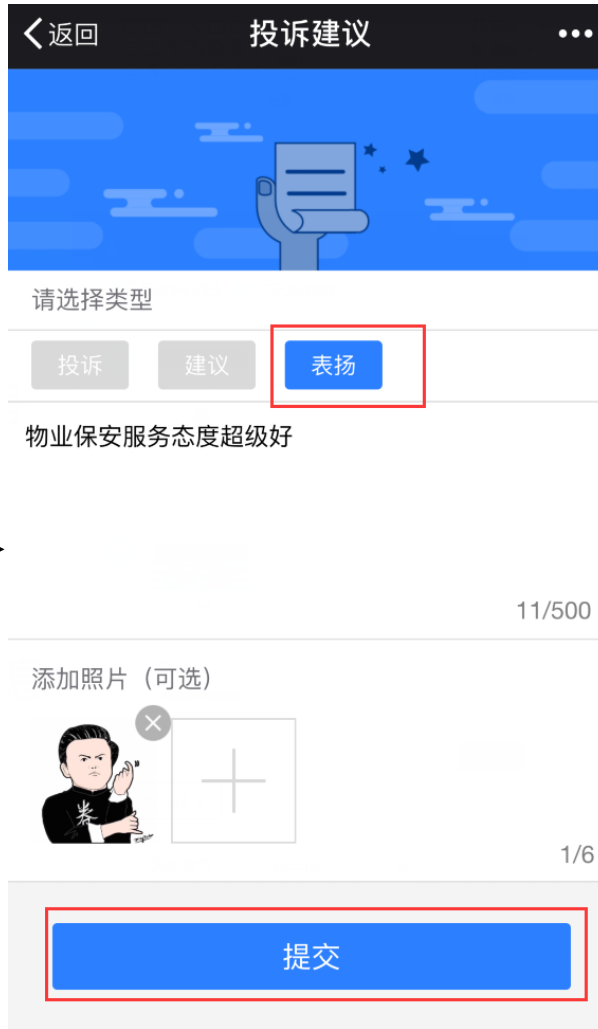 返回 投诉建议
请选择类型
投诉 建议 表扬
物业保安服务态度超级好
11/500
添加照片（可选）
1/6
提交